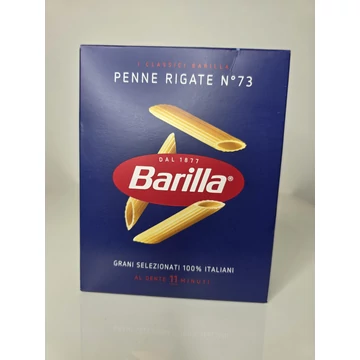 I CLASSICI BARILLA
PENNE RIGATE N°73
DAL 1877
Barilla®
GRANI SELEZIONATI 100% ITALIANI
AL DENTE 11 MINUTI